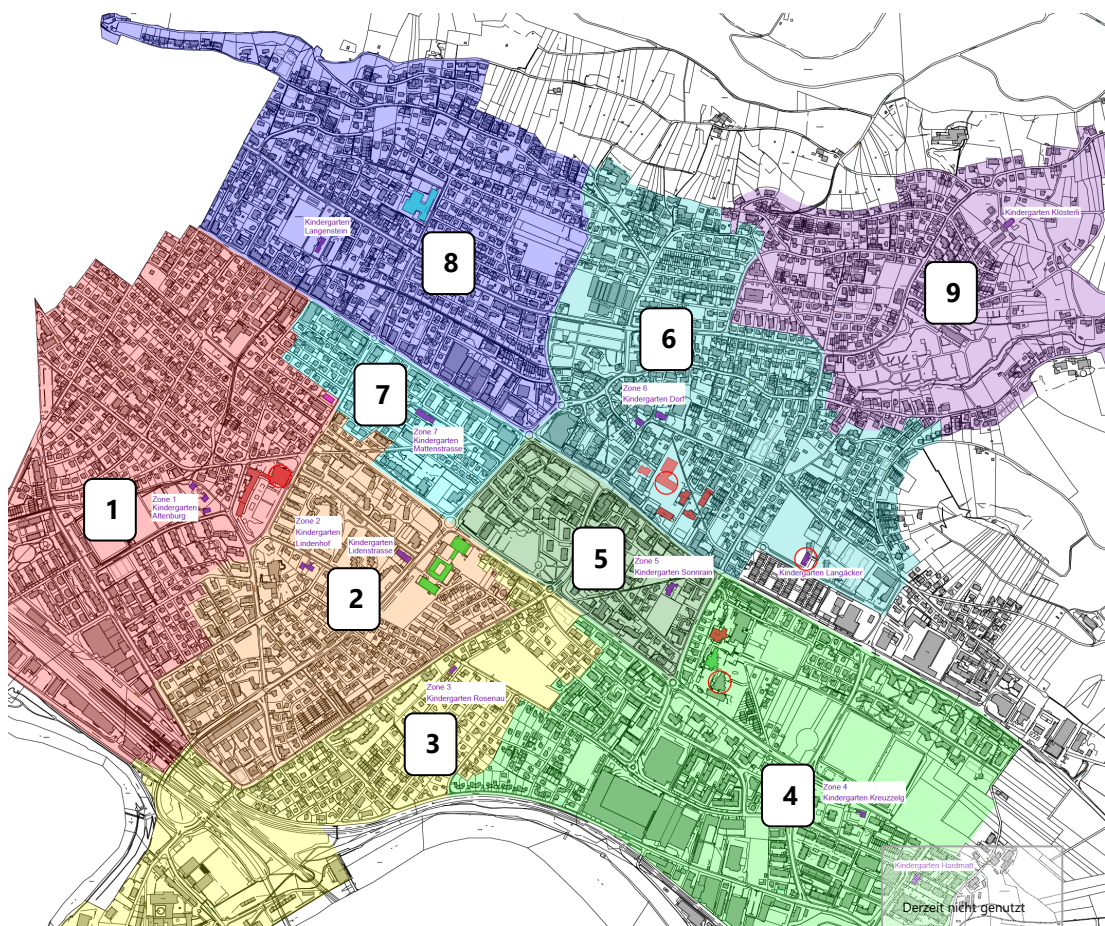 Kindergarten Klösterli
Kindergarten
Langenstein
8
9
6
7
Zone 6
Kindergarten Dorf
Zone 7
Kindergarten
Mattenstrasse
1
Zone 1
Kindergarten
Altenburg
Zone 2
Kindergarten
Lindenhof
Kindergarten
Lidenstrasse
2
5
Zone 5
Kindergarten Sonnrain
Kindergarten Langäcker
Zone 3
Kindergarten Rosenau
3
4
Zone 4
Kindergarten Kreuzzelg
Kindergarten Hardmatt
Derzeit nicht genutzt